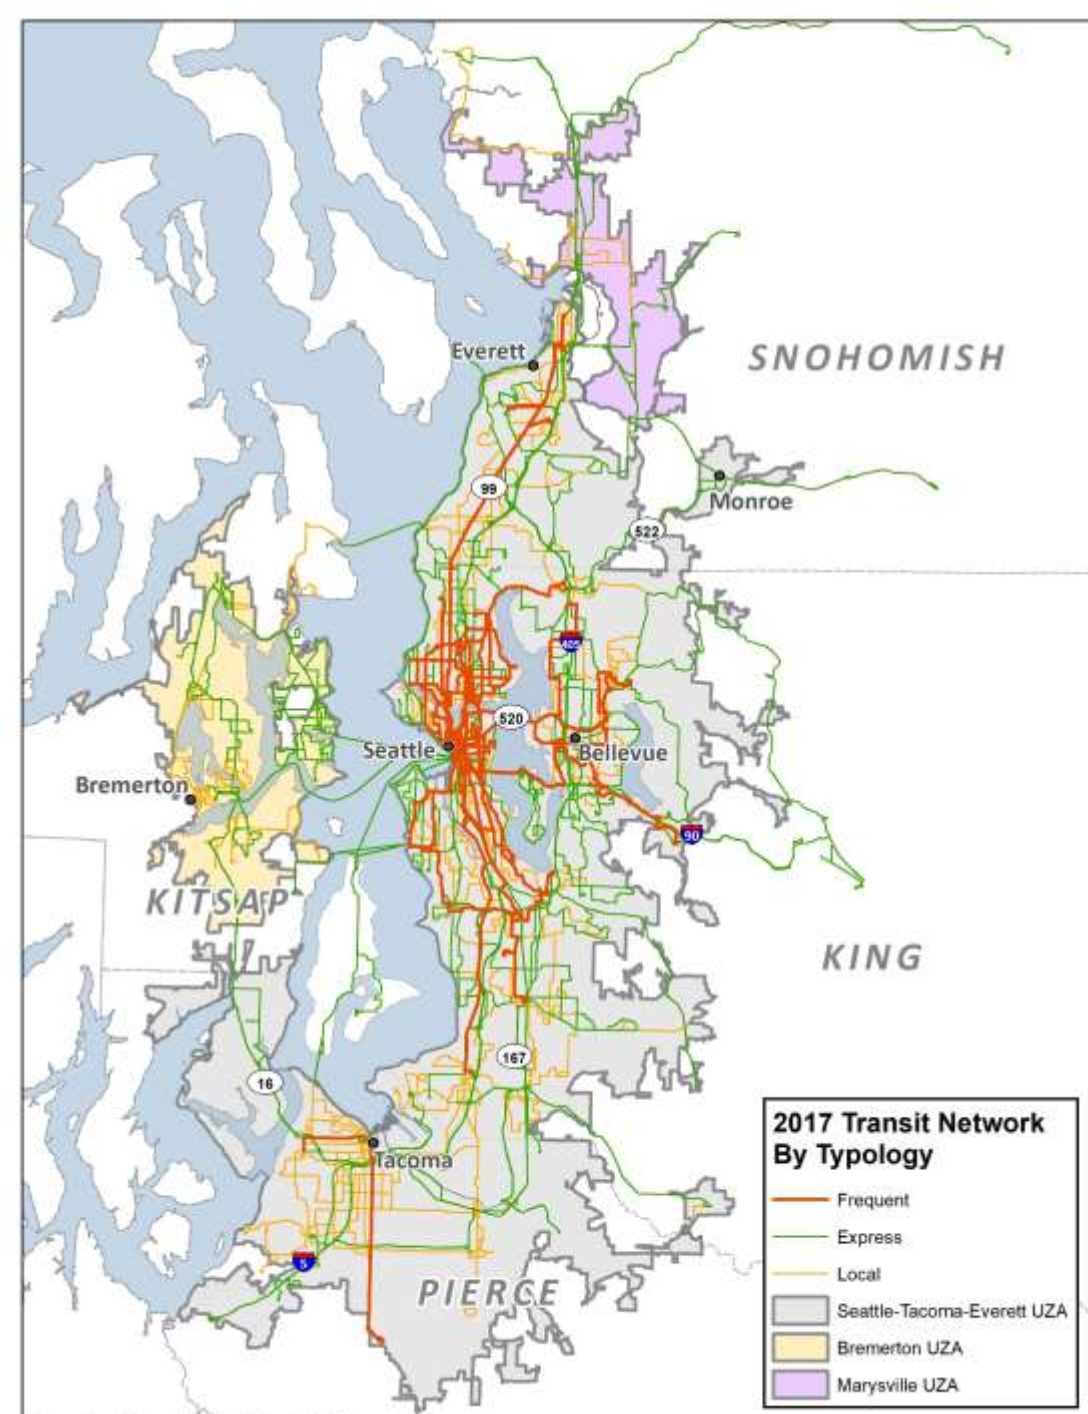 Everett
SNOHOMISH
99
Monroe
522
405
520
Seattle
Bellevue
Bremerton
90
KITSAP
KING
167
16
Tacoma
5
PIERCE
2017 Transit Network
By Typology
Frequent
Express
Local
Seattle-Tacoma-Everett UZA
Bremerton UZA
Marysville UZA